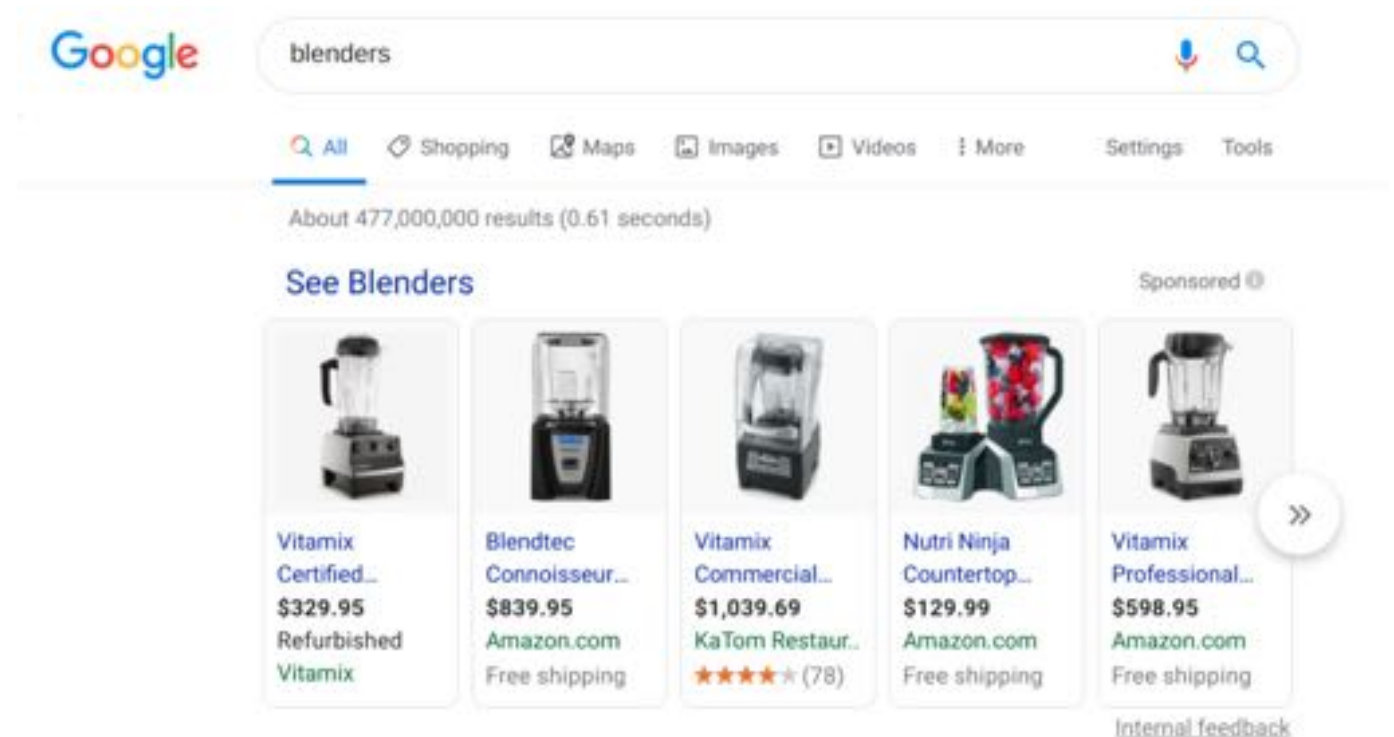 Google
blenders
All Shopping Maps Images Videos More Settings Tools
About 477,000,000 results (0.61 seconds)
See Blenders
Sponsored
Vitamix
Certified...
$329.95
Refurbished
Vitamix
Blendtec
Connoisseur...
$839.95
Amazon.com
Free shipping
Vitamix
Commercial...
$1,039.69
KaTom Restaur..
(78)
Nutri Ninja
Countertop...
$129.99
Amazon.com
Free shipping
Vitamix
Professional...
$598.95
Amazon.com
Free shipping
Internal feedback